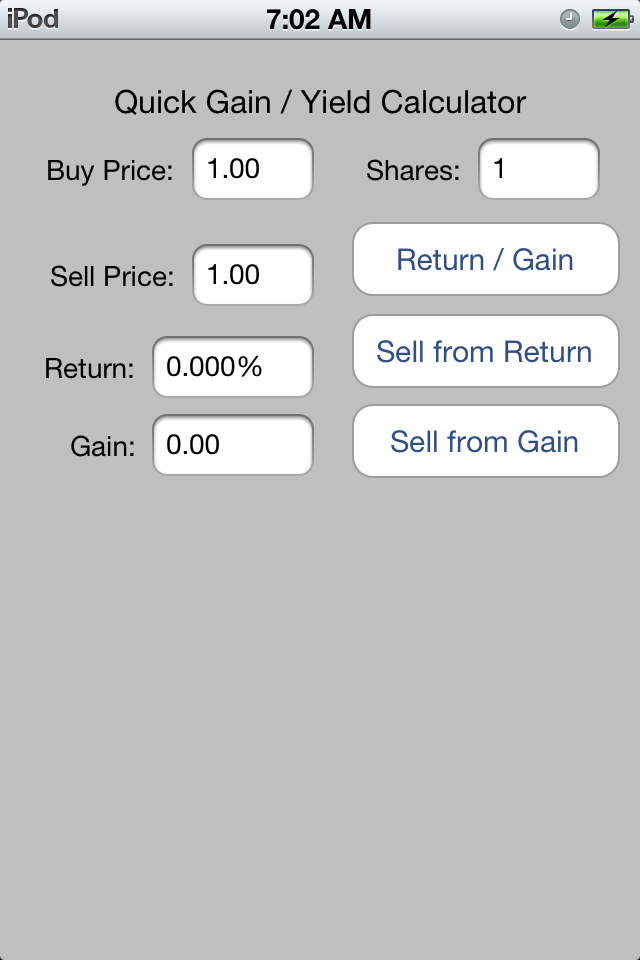 iPod 7:02 AM
Quick Gain / Yield Calculator
Buy Price: 1.00 Shares: 1
Return / Gain
Sell Price: 1.00
Sell from Return
Return: 0.000%
Sell from Gain
Gain: 0.00